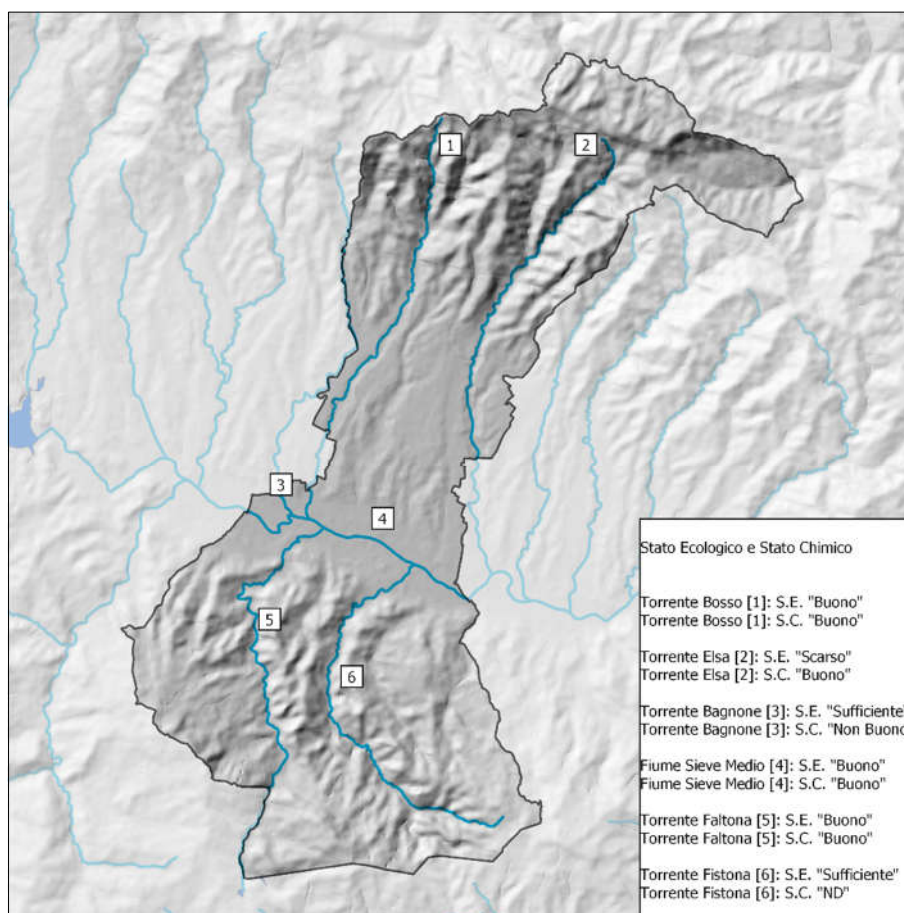 1
2
3
4
5
6
Stato Ecologico e Stato Chimico
Torrente Bosso [1]: S.E. "Buono"
Torrente Bosso [1]: S.C. "Buono"
Torrente Elsa [2]: S.E. "Scarso"
Torrente Elsa [2]: S.C. "Buono"
Torrente Bagnone [3]: S.E. "Sufficiente"
Torrente Bagnone [3]: S.C. "Non Buono
Fiume Sieve Medio [4]: S.E. "Buono"
Fiume Sieve Medio [4]: S.C. "Buono"
Torrente Faltona [5]: S.E. "Buono"
Torrente Faltona [5]: S.C. "Buono"
Torrente Fistona [6]: S.E. "Sufficiente"
Torrente Fistona [6]: S.C. "ND"